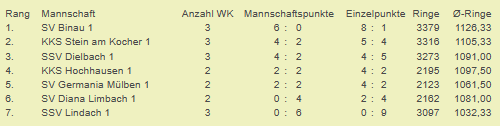 Rang Mannschaft Anzahl WK Mannschaftspunkte Einzelpunkte Ringe Ø-Ringe
1. SV Binau 1 3 6 : 0 8 : 1 3379 1126,33
2. KKS Stein am Kocher 1 3 4 : 2 5 : 4 3316 1105,33
3. SSV Dielbach 1 3 4 : 2 4 : 5 3273 1091,00
4. KKS Hochhausen 1 2 2 : 2 4 : 2 2195 1097,50
5. SV Germania Mülben 1 2 2 : 2 2 : 4 2123 1061,50
6. SV Diana Limbach 1 2 0 : 4 2 : 4 2162 1081,00
7. SSV Lindach 1 3 0 : 6 0 : 9 3097 1032,33